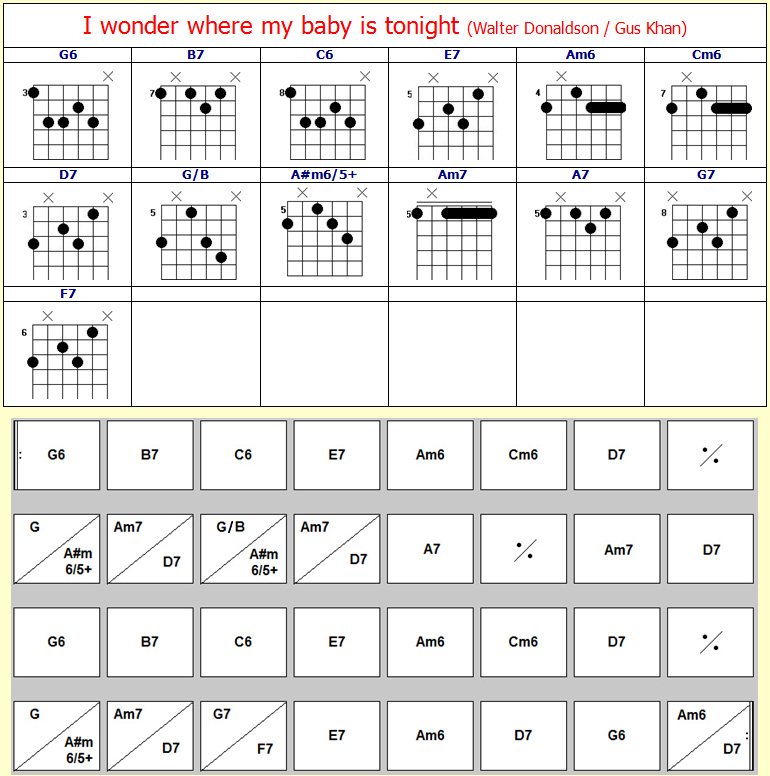 I wonder where my baby is tonight (Walter Donaldson / Gus Khan)
G6 B7 C6 E7 Am6 Cm6
3 7 8 5 4 7
D7 G/B A#m6/5+ Am7 A7 G7
3 5 5 5 5 8
F7
6
: G6 B7 C6 E7 Am6 Cm6 D7 ٪
G A#m 6/5+ Am7 D7 G/B A#m 6/5+ Am7 D7 A7 ٪ Am7 D7
G6 B7 C6 E7 Am6 Cm6 D7 ٪
G A#m 6/5+ Am7 D7 G7 F7 E7 Am6 D7 G6 Am6 D7 :